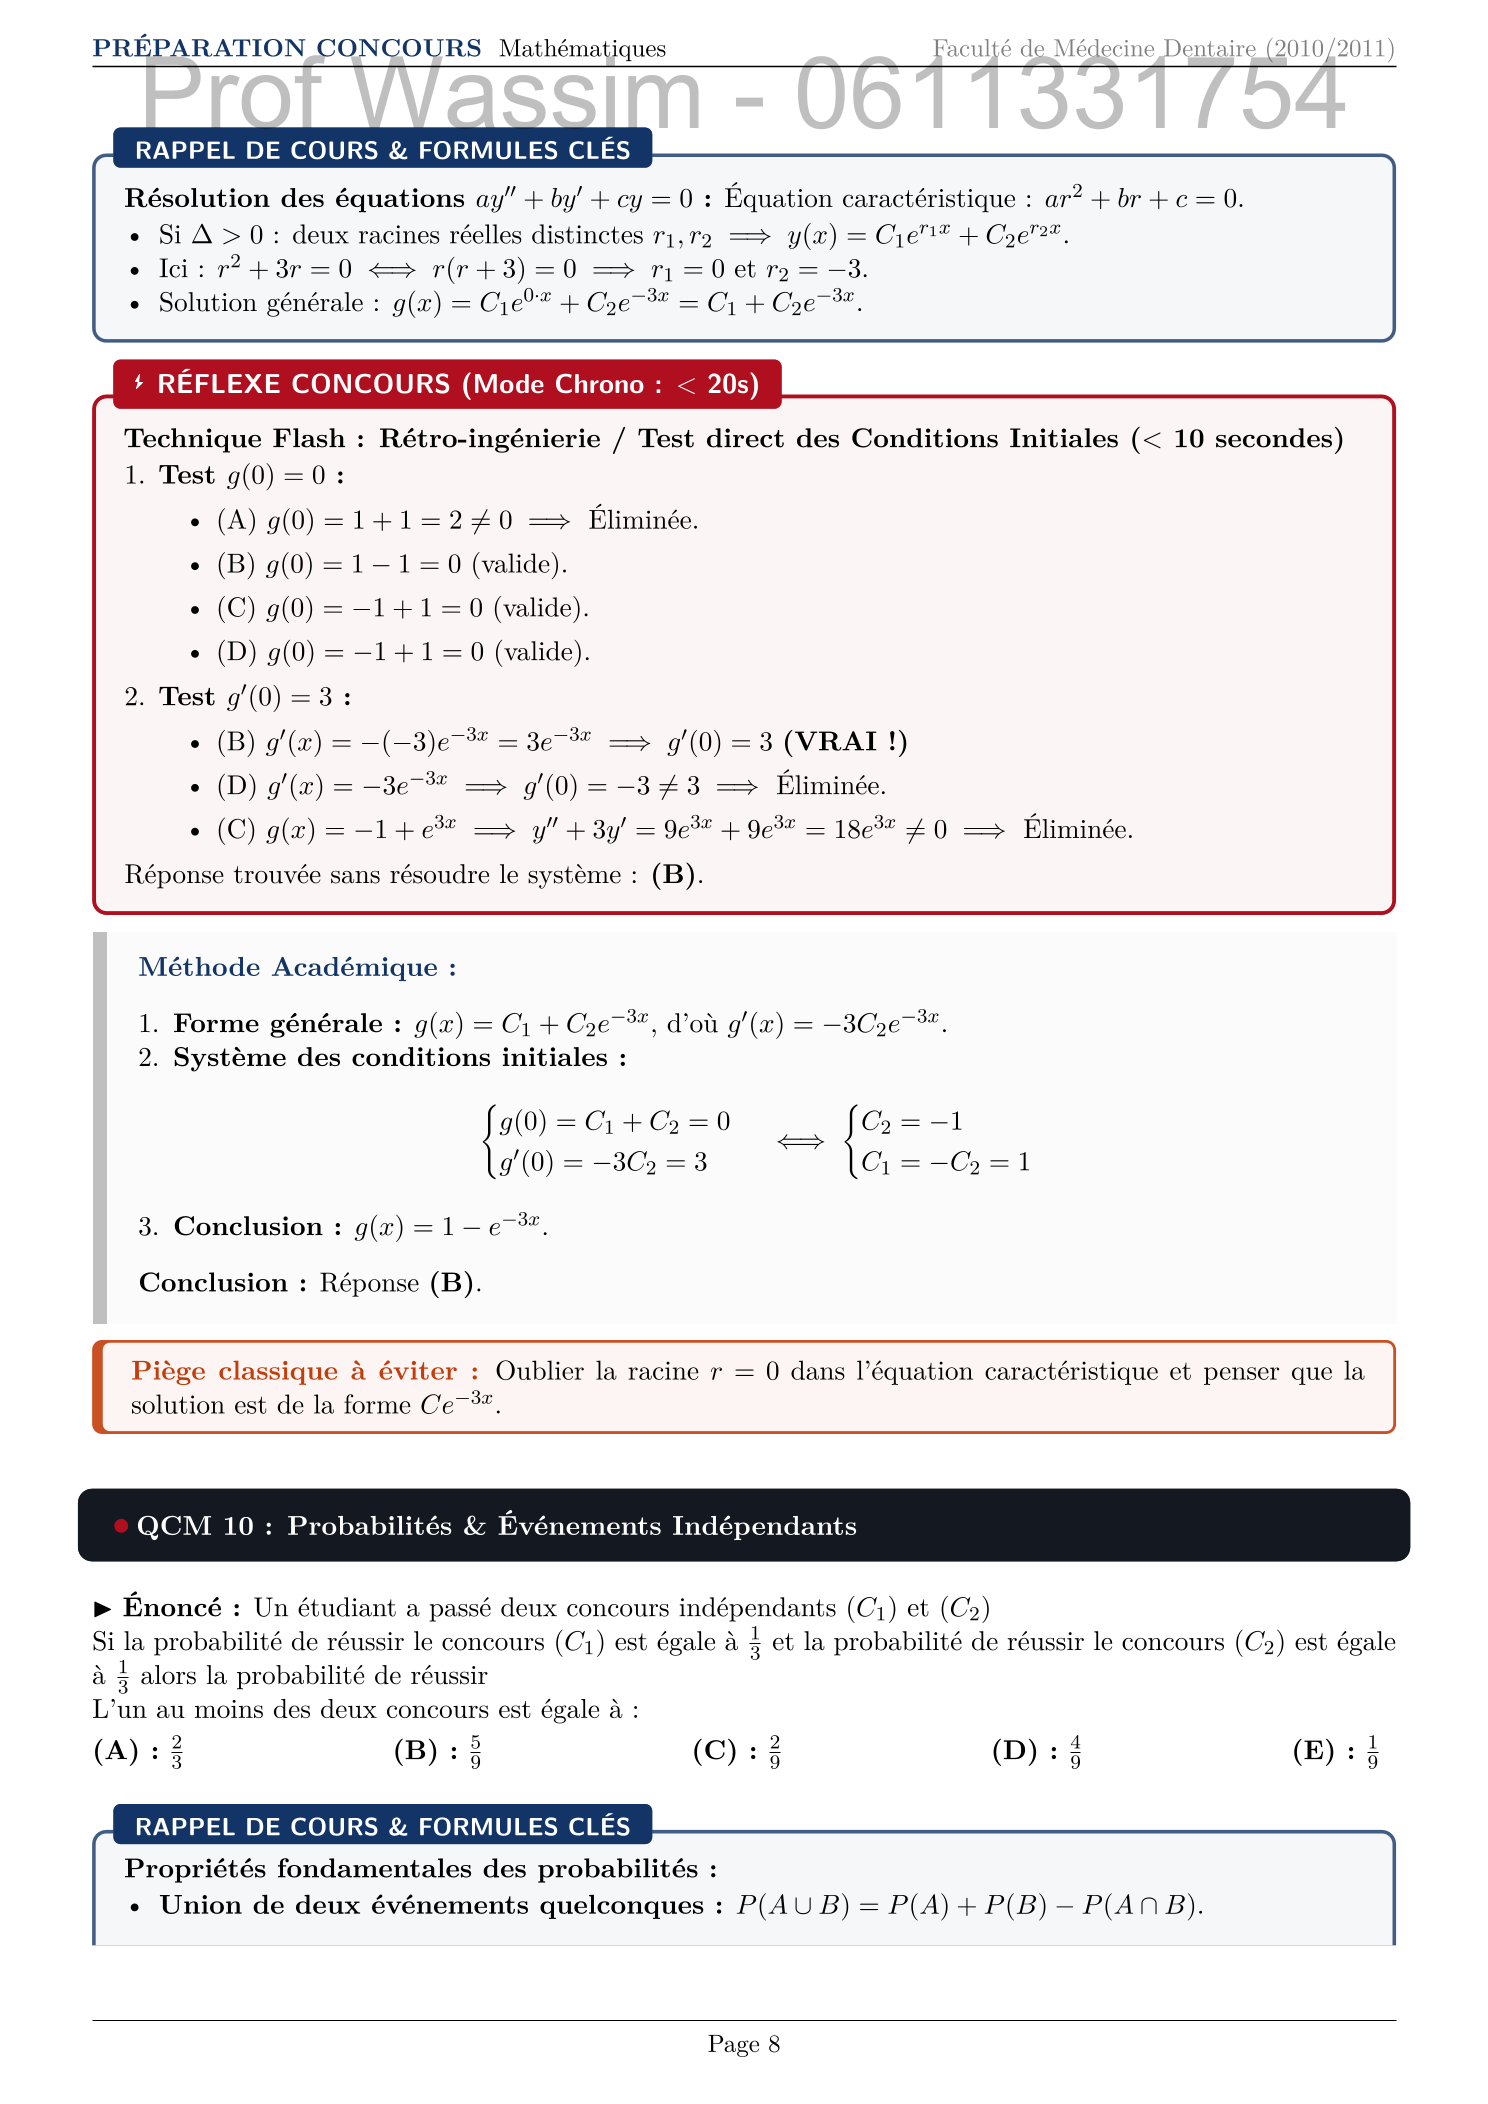 PRÉPARATION CONCOURS Mathématiques Faculté de Médecine Dentaire (2010/2011)
Prof Wassim - 0611331754
RAPPEL DE COURS & FORMULES CLÉS
Résolution des équations ay″ + by′ + cy = 0 : Équation caractéristique : ar² + br + c = 0.
• Si Δ > 0 : deux racines réelles distinctes r₁, r₂ ⟹ y(x) = C₁e^{r₁x} + C₂e^{r₂x}.
• Ici : r² + 3r = 0 ⟺ r(r + 3) = 0 ⟹ r₁ = 0 et r₂ = −3.
• Solution générale : g(x) = C₁e^{0·x} + C₂e^{−3x} = C₁ + C₂e^{−3x}.
RÉFLEXE CONCOURS (Mode Chrono : < 20s)
Technique Flash : Rétro-ingénierie / Test direct des Conditions Initiales (< 10 secondes)
1. Test g(0) = 0 :
• (A) g(0) = 1 + 1 = 2 ≠ 0 ⟹ Éliminée.
• (B) g(0) = 1 − 1 = 0 (valide).
• (C) g(0) = −1 + 1 = 0 (valide).
• (D) g(0) = −1 + 1 = 0 (valide).
2. Test g′(0) = 3 :
• (B) g′(x) = −(−3)e^{−3x} = 3e^{−3x} ⟹ g′(0) = 3 (VRAI !)
• (D) g′(x) = −3e^{−3x} ⟹ g′(0) = −3 ≠ 3 ⟹ Éliminée.
• (C) g(x) = −1 + e^{3x} ⟹ y″ + 3y′ = 9e^{3x} + 9e^{3x} = 18e^{3x} ≠ 0 ⟹ Éliminée.
Réponse trouvée sans résoudre le système : (B).
Méthode Académique :
1. Forme générale : g(x) = C₁ + C₂e^{−3x}, d'où g′(x) = −3C₂e^{−3x}.
2. Système des conditions initiales :
{ g(0) = C₁ + C₂ = 0 ⟺ { C₂ = −1
g′(0) = −3C₂ = 3 C₁ = −C₂ = 1
3. Conclusion : g(x) = 1 − e^{−3x}.
Conclusion : Réponse (B).
Piège classique à éviter : Oublier la racine r = 0 dans l'équation caractéristique et penser que la
solution est de la forme Ce^{−3x}.
QCM 10 : Probabilités & Événements Indépendants
▶ Énoncé : Un étudiant a passé deux concours indépendants (C₁) et (C₂)
Si la probabilité de réussir le concours (C₁) est égale à 1/3 et la probabilité de réussir le concours (C₂) est égale
à 1/3 alors la probabilité de réussir
L'un au moins des deux concours est égale à :
(A) : 2/3 (B) : 5/9 (C) : 2/9 (D) : 4/9 (E) : 1/9
RAPPEL DE COURS & FORMULES CLÉS
Propriétés fondamentales des probabilités :
• Union de deux événements quelconques : P(A ∪ B) = P(A) + P(B) − P(A ∩ B).
Page 8